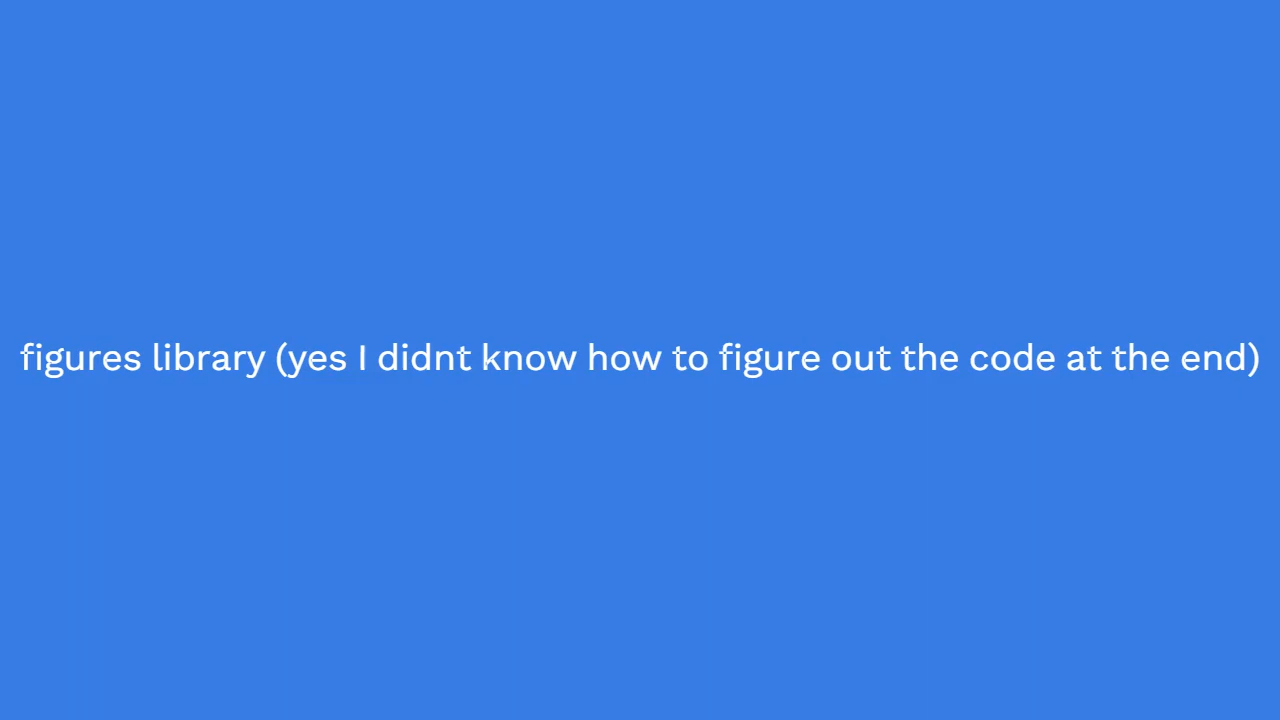 figures library (yes I didnt know how to figure out the code at the end)